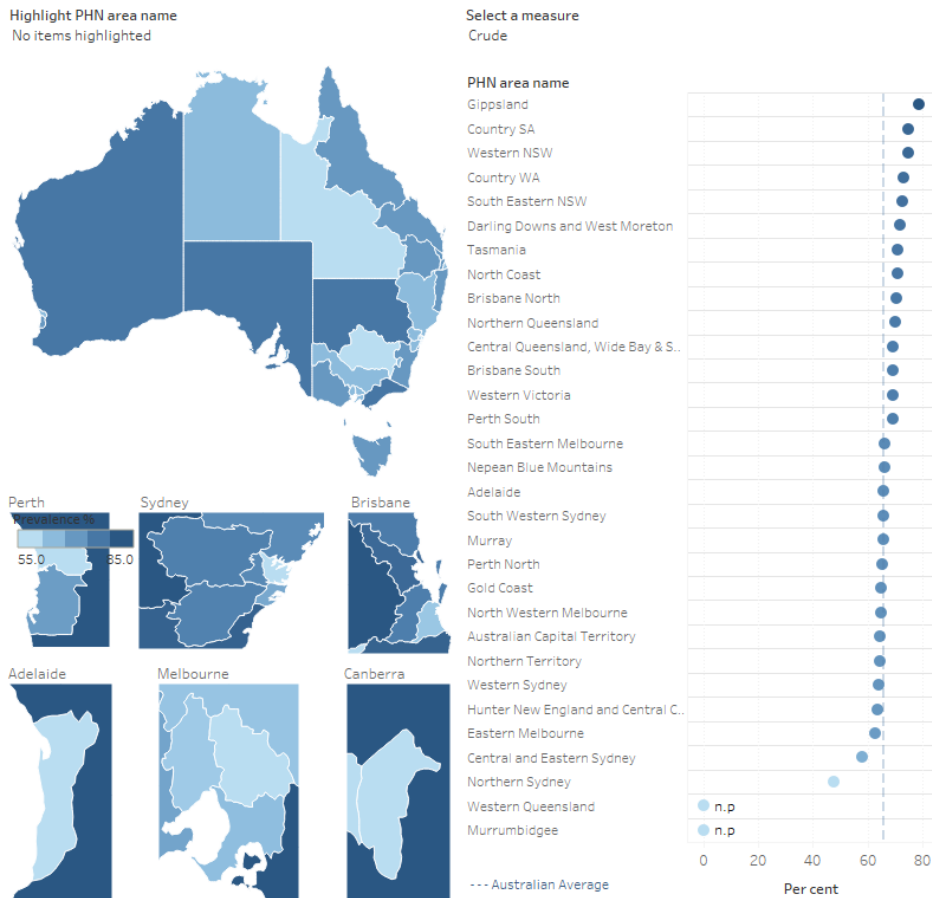 Highlight PHN area name
No items highlighted
Select a measure
Crude
PHN area name
Gippsland
Country SA
Western NSW
Country WA
South Eastern NSW
Darling Downs and West Moreton
Tasmania
North Coast
Brisbane North
Northern Queensland
Central Queensland, Wide Bay & S..
Brisbane South
Western Victoria
Perth South
South Eastern Melbourne
Nepean Blue Mountains
Adelaide
South Western Sydney
Murray
Perth North
Gold Coast
North Western Melbourne
Australian Capital Territory
Northern Territory
Western Sydney
Hunter New England and Central C..
Eastern Melbourne
Central and Eastern Sydney
Northern Sydney
Western Queensland n.p
Murrumbidgee n.p
0 20 40 60 80
Per cent
--- Australian Average
Perth
Prevalence %
55.0 85.0
Sydney
Brisbane
Adelaide
Melbourne
Canberra